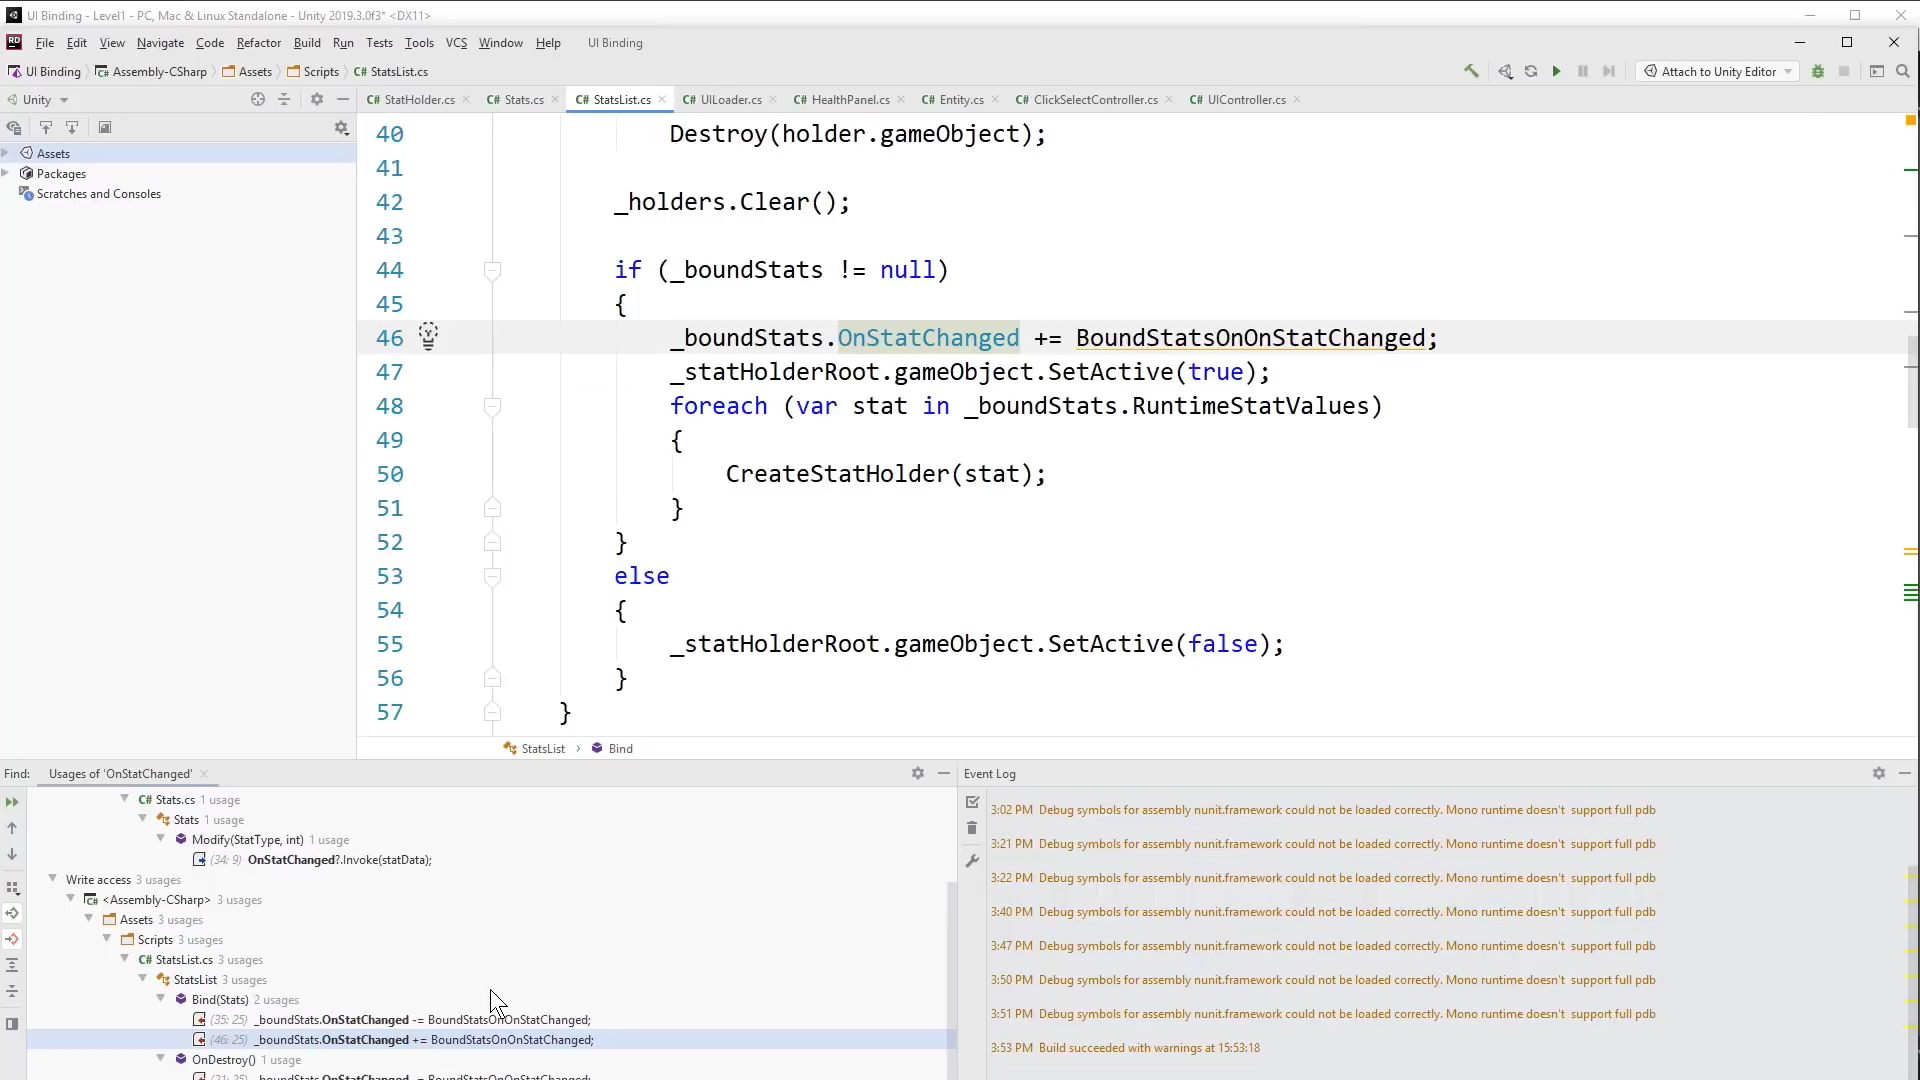 UI Binding - Level1 - PC, Mac & Linux Standalone - Unity 2019.3.0f3* <DX11>
RD File Edit View Navigate Code Refactor Build Run Tests Tools VCS Window Help UI Binding
UI Binding Assembly-CSharp Assets Scripts C# StatsList.cs Attach to Unity Editor
Unity
C# StatHolder.cs C# Stats.cs C# StatsList.cs C# UILoader.cs C# HealthPanel.cs C# Entity.cs C# ClickSelectController.cs C# UIController.cs
Assets
Packages
Scratches and Consoles
40 Destroy(holder.gameObject);
41
42 _holders.Clear();
43
44 if (_boundStats != null)
45 {
46 _boundStats.OnStatChanged += BoundStatsOnOnStatChanged;
47 _statHolderRoot.gameObject.SetActive(true);
48 foreach (var stat in _boundStats.RuntimeStatValues)
49 {
50 CreateStatHolder(stat);
51 }
52 }
53 else
54 {
55 _statHolderRoot.gameObject.SetActive(false);
56 }
57 }
StatsList › Bind
Find: Usages of 'OnStatChanged'
C# Stats.cs 1 usage
Stats 1 usage
Modify(StatType, int) 1 usage
(34: 9) OnStatChanged?.Invoke(statData);
Write access 3 usages
<Assembly-CSharp> 3 usages
Assets 3 usages
Scripts 3 usages
C# StatsList.cs 3 usages
StatsList 3 usages
Bind(Stats) 2 usages
(35: 25) _boundStats.OnStatChanged -= BoundStatsOnOnStatChanged;
(46: 25) _boundStats.OnStatChanged += BoundStatsOnOnStatChanged;
OnDestroy() 1 usage
(21: 25) _boundStats.OnStatChanged -= BoundStatsOnOnStatChanged;
Event Log
3:02 PM Debug symbols for assembly nunit.framework could not be loaded correctly. Mono runtime doesn't support full pdb
3:21 PM Debug symbols for assembly nunit.framework could not be loaded correctly. Mono runtime doesn't support full pdb
3:22 PM Debug symbols for assembly nunit.framework could not be loaded correctly. Mono runtime doesn't support full pdb
3:40 PM Debug symbols for assembly nunit.framework could not be loaded correctly. Mono runtime doesn't support full pdb
3:47 PM Debug symbols for assembly nunit.framework could not be loaded correctly. Mono runtime doesn't support full pdb
3:50 PM Debug symbols for assembly nunit.framework could not be loaded correctly. Mono runtime doesn't support full pdb
3:51 PM Debug symbols for assembly nunit.framework could not be loaded correctly. Mono runtime doesn't support full pdb
3:53 PM Build succeeded with warnings at 15:53:18